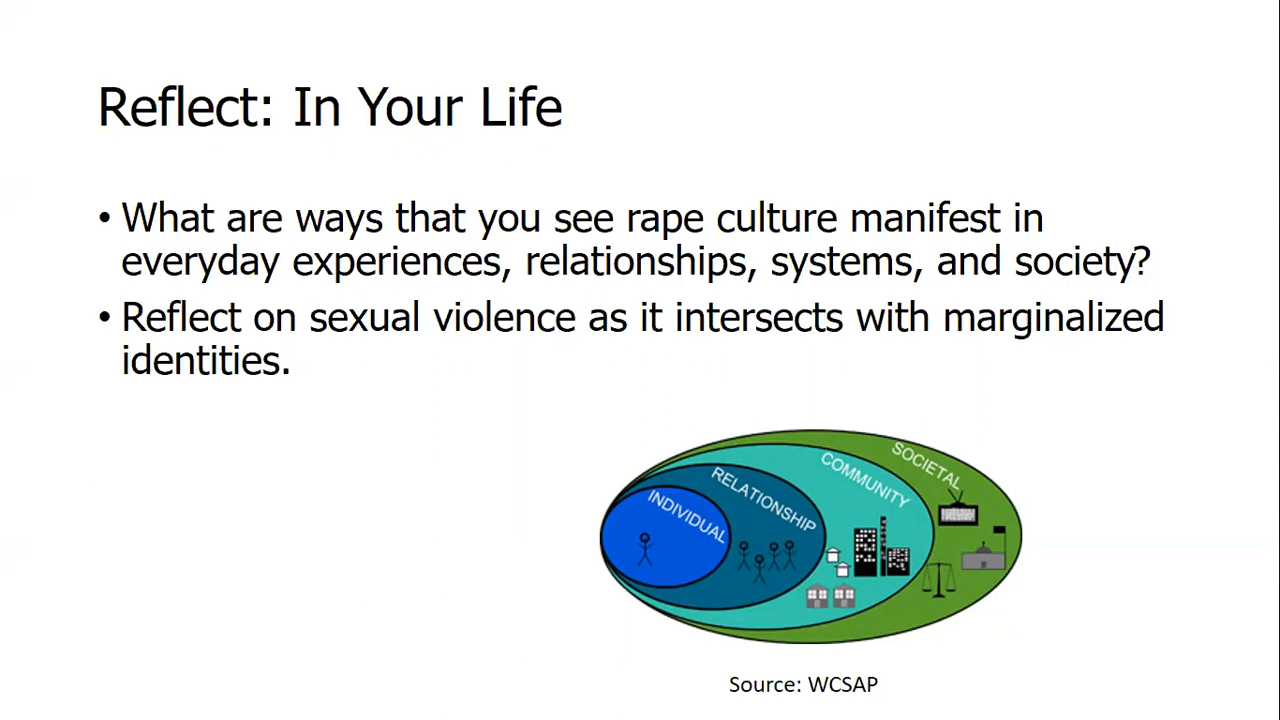 Reflect: In Your Life
• What are ways that you see rape culture manifest in
everyday experiences, relationships, systems, and society?
• Reflect on sexual violence as it intersects with marginalized
identities.
INDIVIDUAL
RELATIONSHIP
COMMUNITY
SOCIETAL
Source: WCSAP